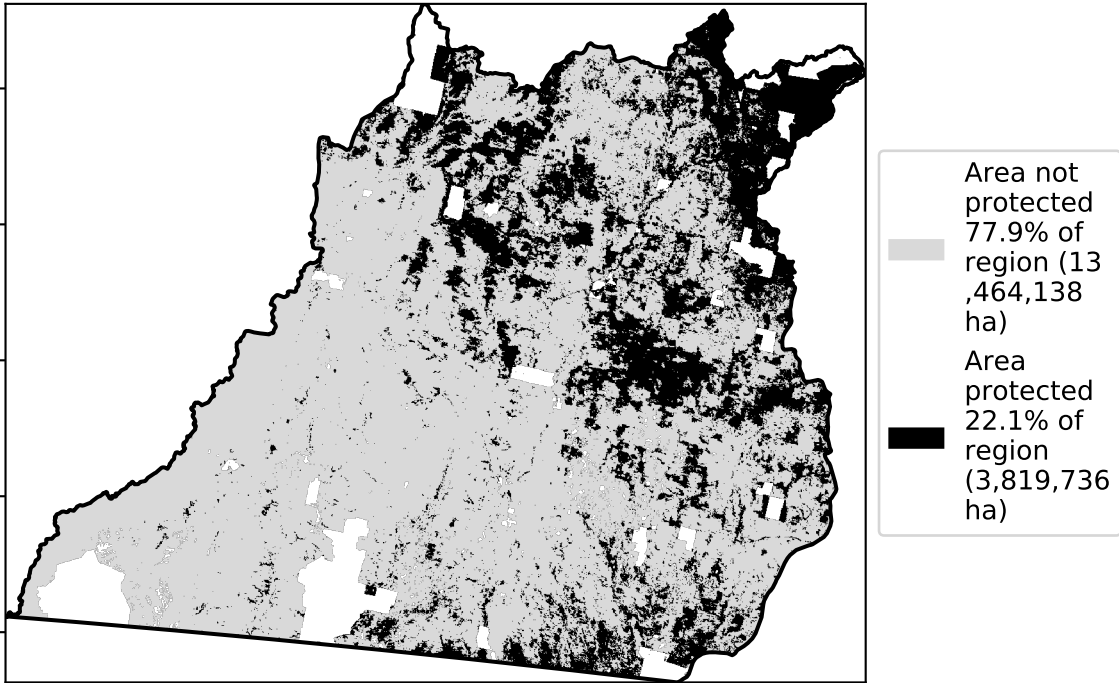 Area not
protected
77.9% of
region (13
,464,138
ha)
Area
protected
22.1% of
region
(3,819,736
ha)